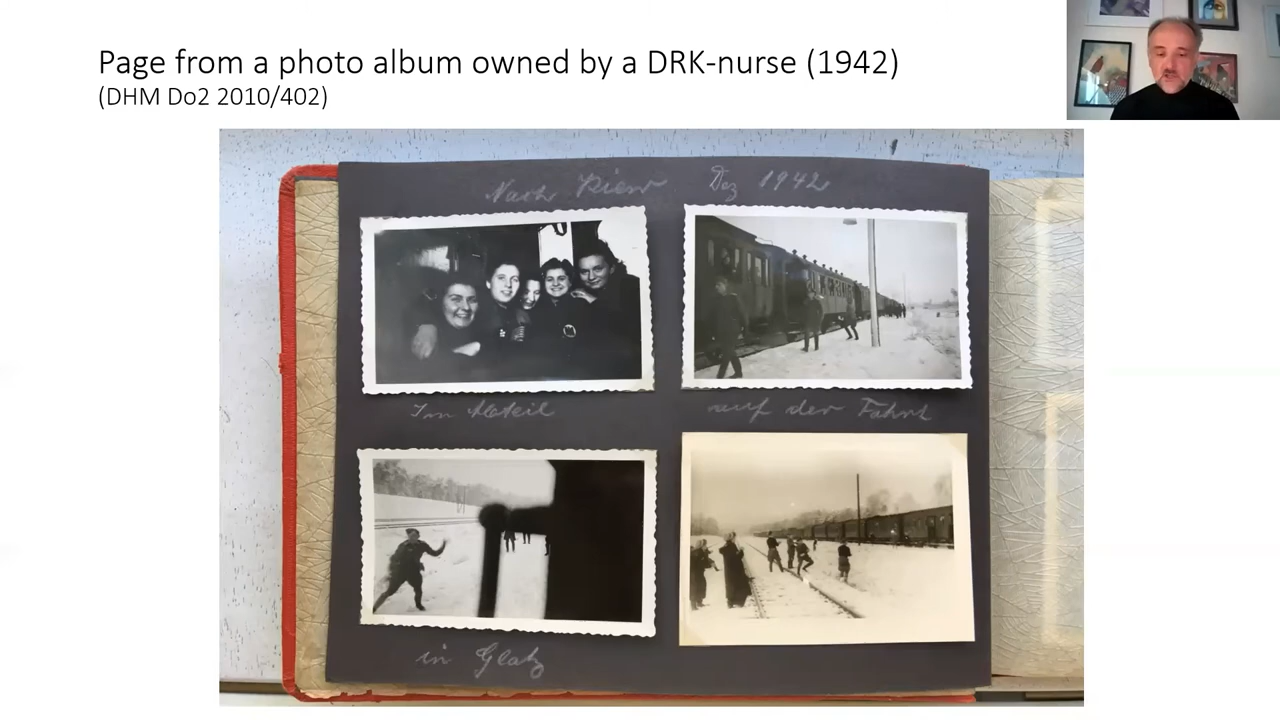 Page from a photo album owned by a DRK-nurse (1942)
(DHM Do2 2010/402)
Nach Kiew Dez 1942
Im Abteil
auf der Fahrt
in Glatz